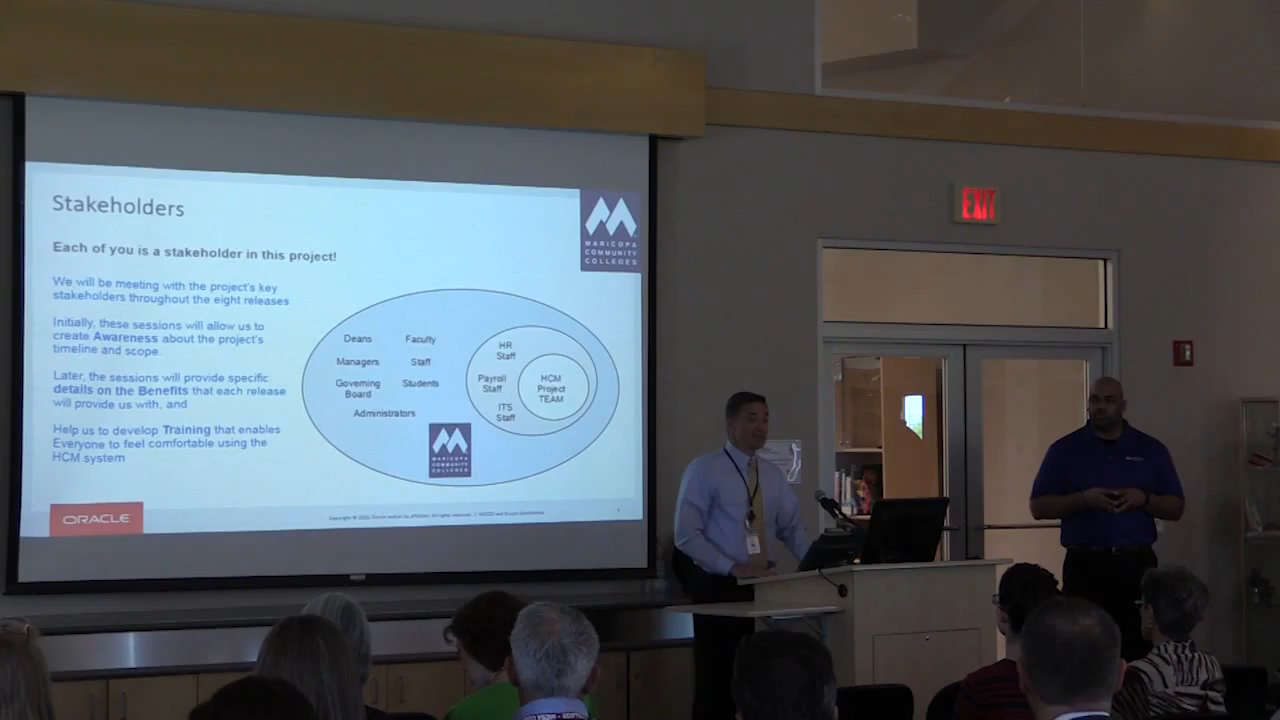 Stakeholders
MARICOPA
COMMUNITY
COLLEGES
Each of you is a stakeholder in this project!
We will be meeting with the project's key
stakeholders throughout the eight releases
Initially, these sessions will allow us to
create Awareness about the project's
timeline and scope.
Later, the sessions will provide specific
details on the Benefits that each release
will provide us with, and
Help us to develop Training that enables
Everyone to feel comfortable using the
HCM system
Deans
Faculty
Managers
Staff
Governing
Board
Students
Administrators
HR
Staff
Payroll
Staff
ITS
Staff
HCM
Project
TEAM
MARICOPA
COMMUNITY
COLLEGES
ORACLE
EXIT